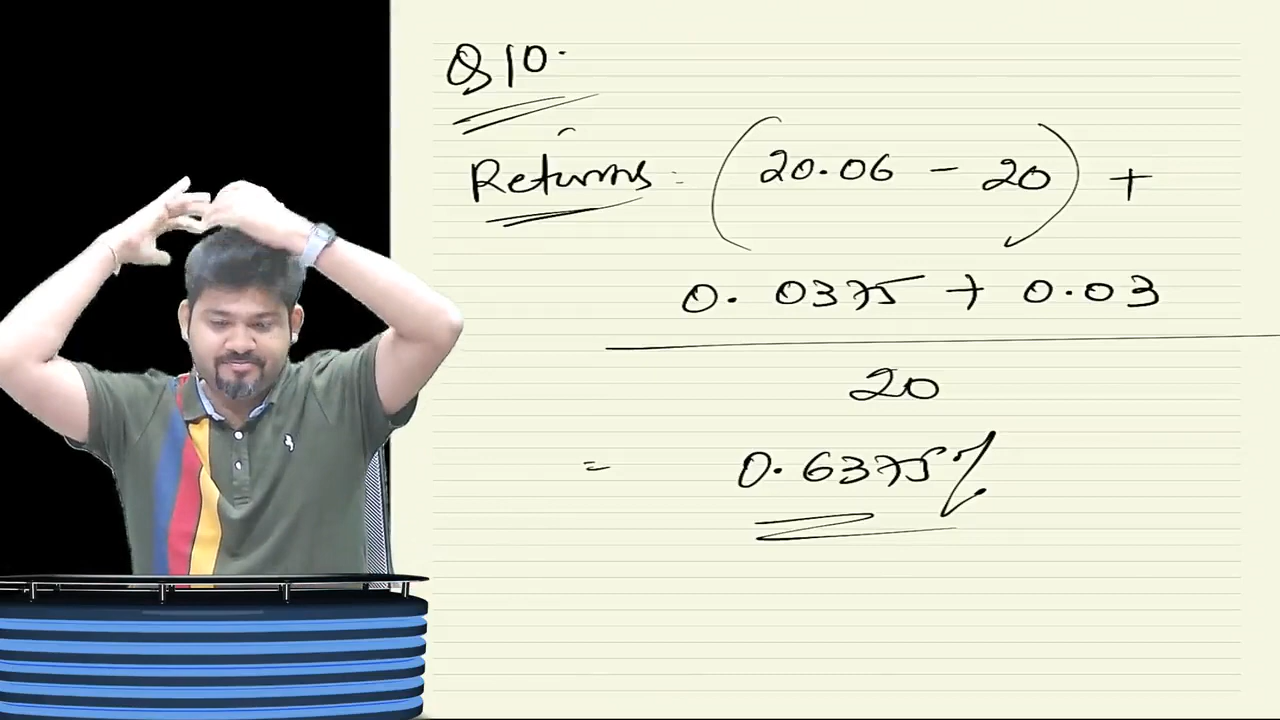 Q10.
Returns: (20.06 - 20) +
0.0375 + 0.03
20
= 0.6375%